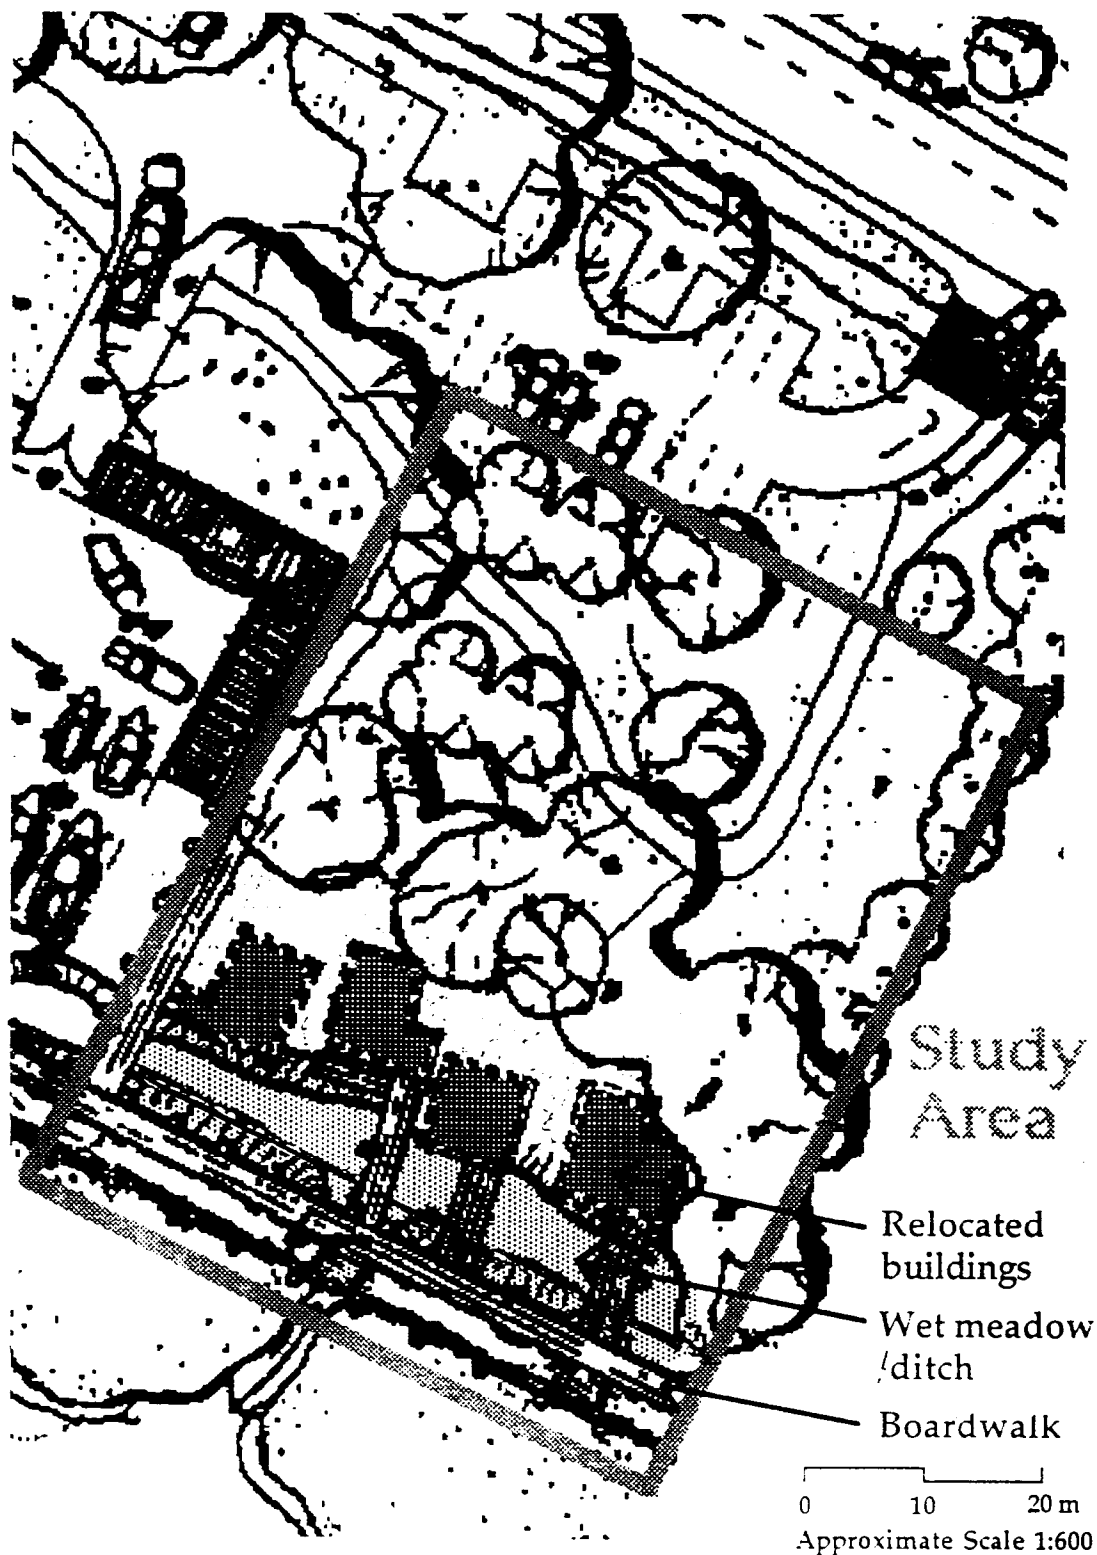 Study
Area
Relocated
buildings
Wet meadow
/ditch
Boardwalk
0 10 20 m
Approximate Scale 1:600